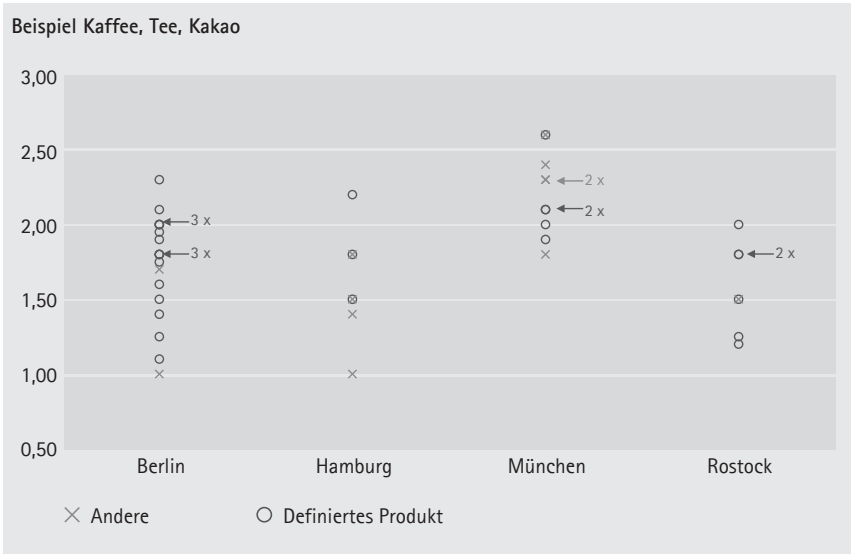 Beispiel Kaffee, Tee, Kakao
3,00
2,50
2 x
2 x
2,00
3 x
3 x
2 x
1,50
1,00
0,50
Berlin Hamburg München Rostock
Andere Definiertes Produkt